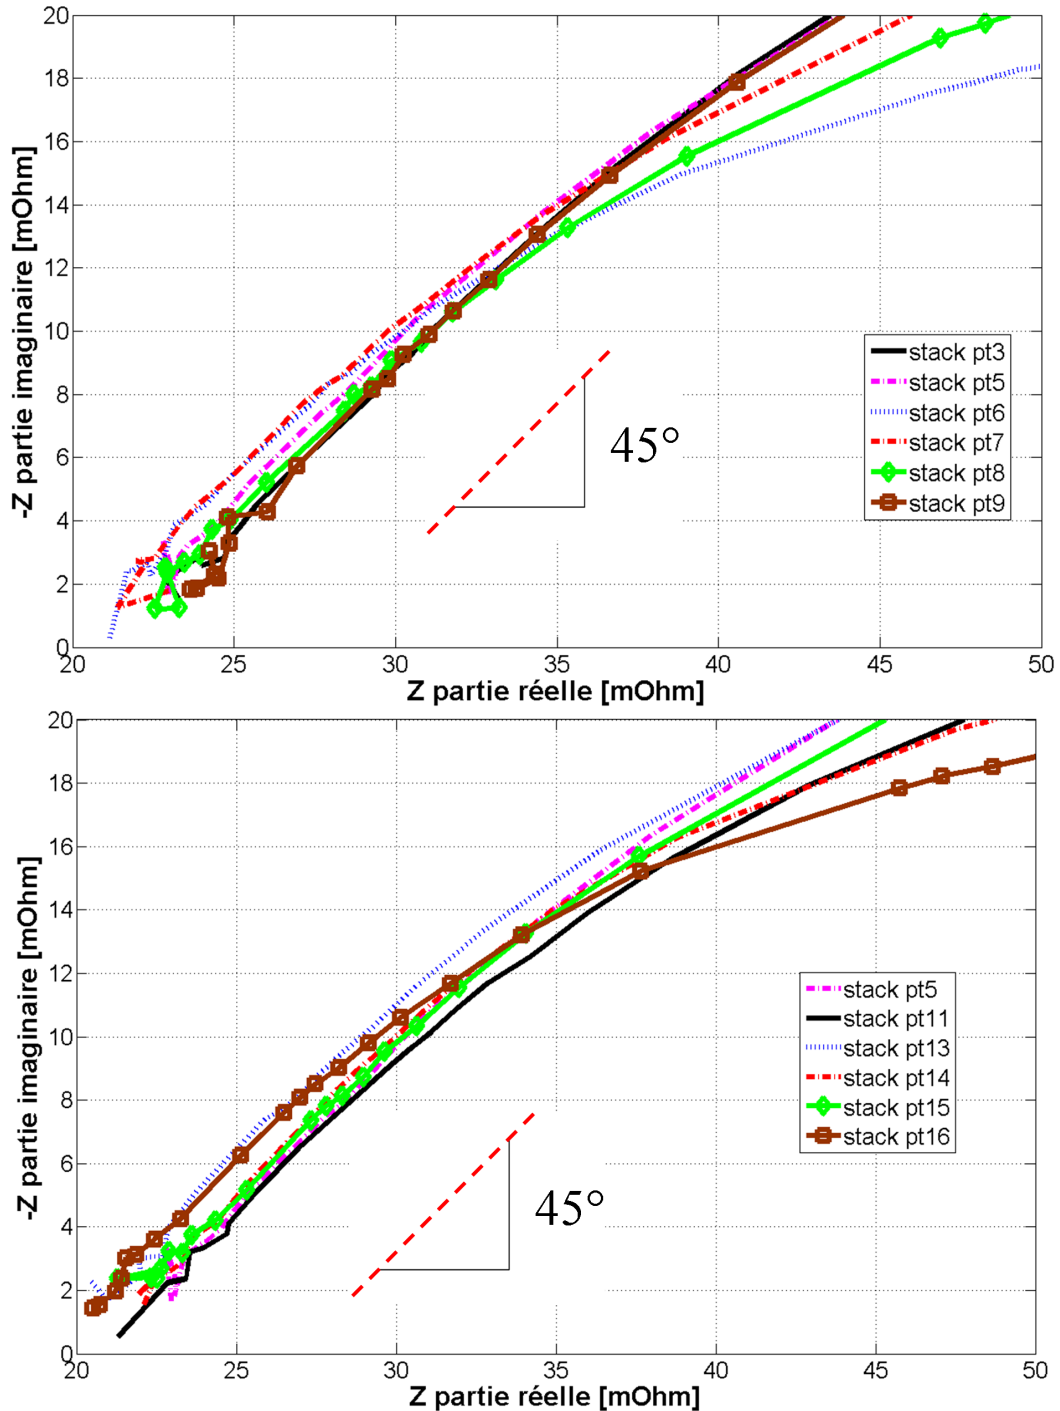 20
18
16
14
12
10
8
6
4
2
0
-Z partie imaginaire [mOhm]
45°
stack pt3
stack pt5
stack pt6
stack pt7
stack pt8
stack pt9
20 25 30 35 40 45 50
Z partie réelle [mOhm]
20
18
16
14
12
10
8
6
4
2
0
-Z partie imaginaire [mOhm]
45°
stack pt5
stack pt11
stack pt13
stack pt14
stack pt15
stack pt16
20 25 30 35 40 45 50
Z partie réelle [mOhm]